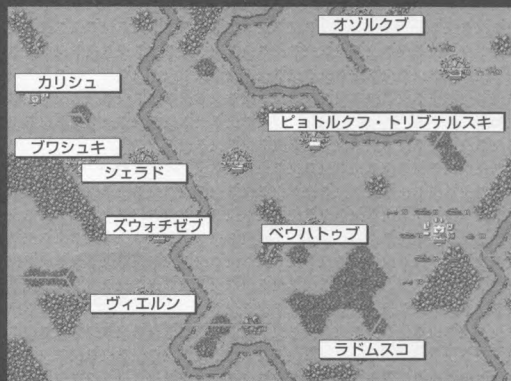 オゾルクブ
カリシュ
ピョトルクフ・トリブナルスキ
ブワシュキ
シェラド
ズウォチゼブ
ベウハトゥブ
ヴィエルン
ラドムスコ